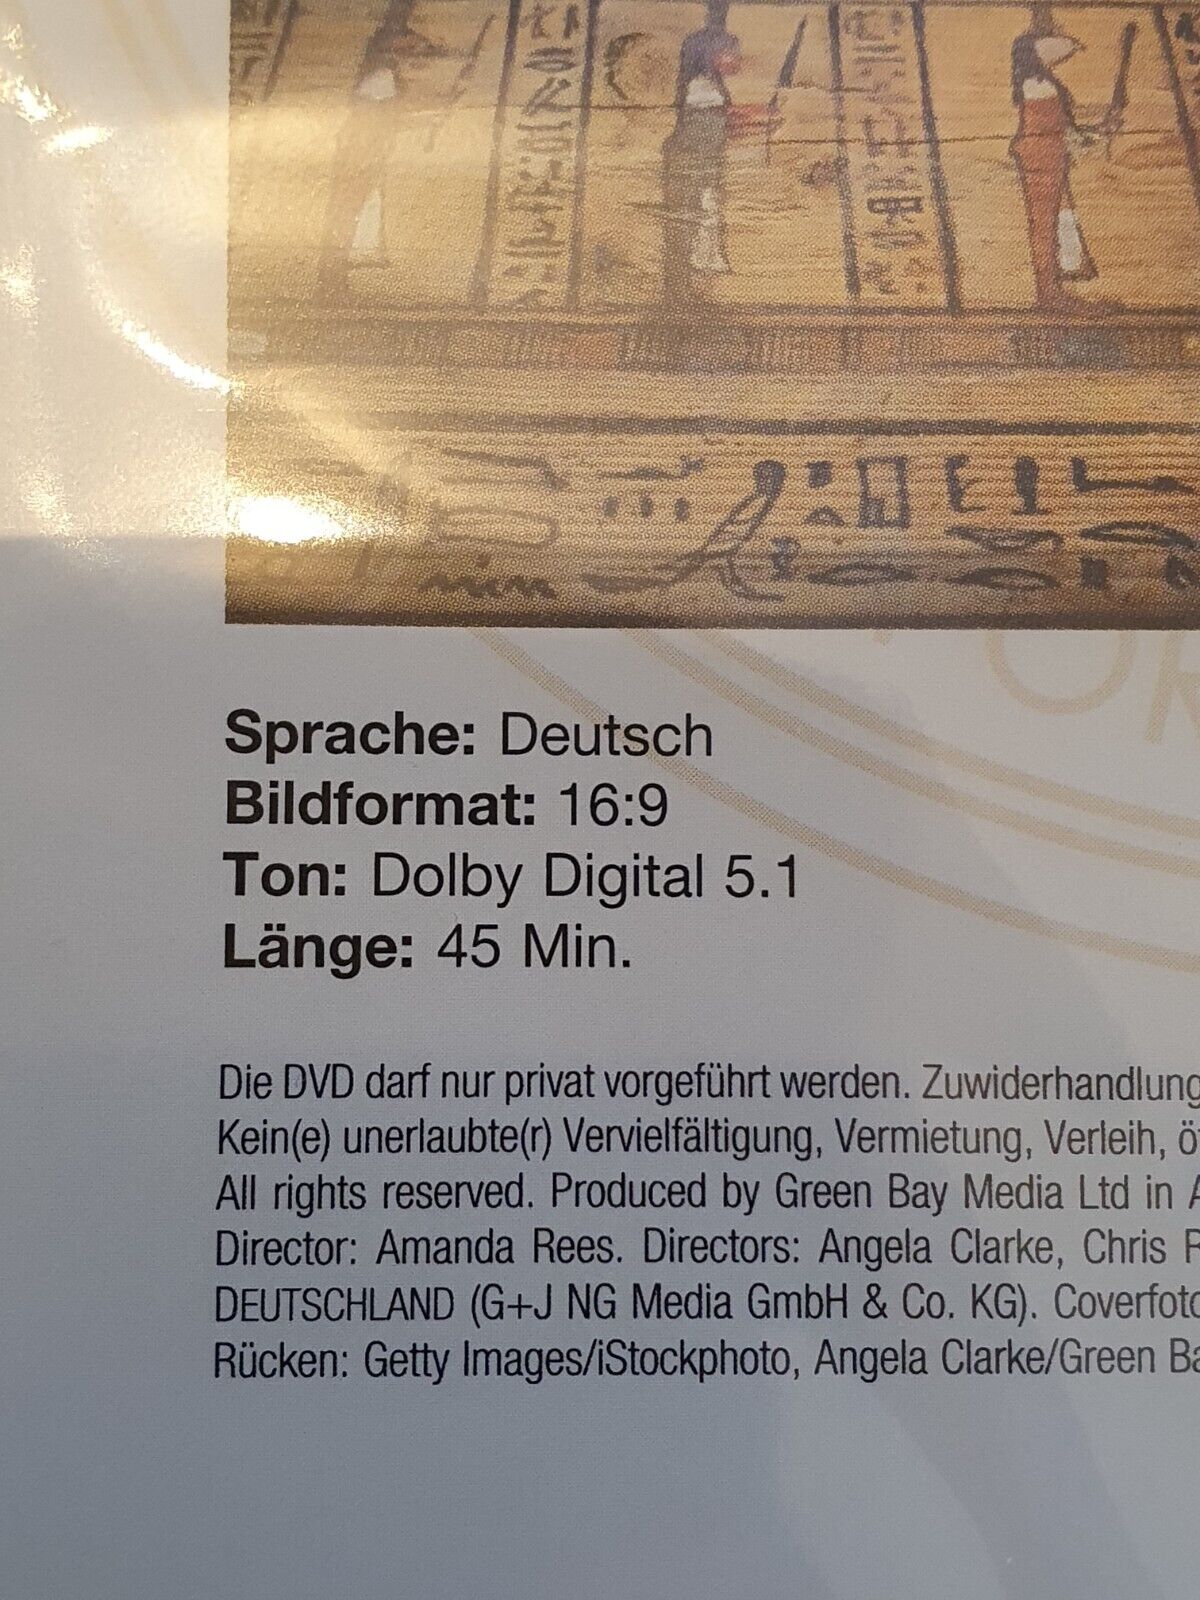 Sprache: Deutsch
Bildformat: 16:9
Ton: Dolby Digital 5.1
Länge: 45 Min.
Die DVD darf nur privat vorgeführt werden. Zuwiderhandlung
Kein(e) unerlaubte(r) Vervielfältigung, Vermietung, Verleih,
All rights reserved. Produced by Green Bay Media Ltd in
Director: Amanda Rees. Directors: Angela Clarke, Chris
DEUTSCHLAND (G+J NG Media GmbH & Co. KG). Coverfoto
Rücken: Getty Images/iStockphoto, Angela Clarke/Green